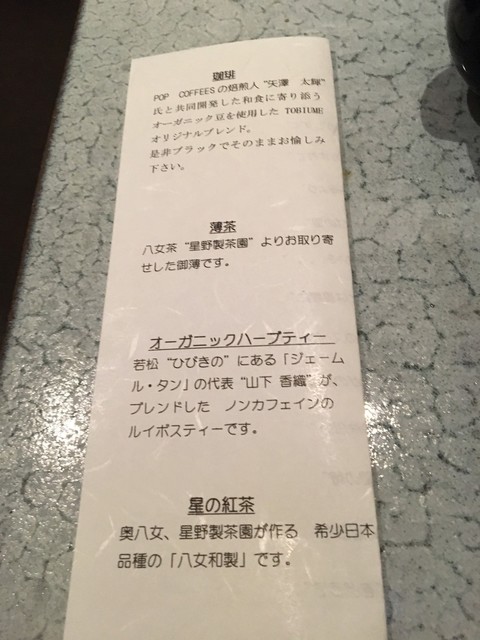 珈琲
POP COFFEESの焙煎人"矢澤 太輝"
氏と共同開発した和食に寄り添う
オーガニック豆を使用した TOBIUME
オリジナルブレンド。
是非ブラックでそのままお愉しみ
下さい。
薄茶
八女茶"星野製茶園"よりお取り寄
せした御薄です。
オーガニックハーブティー
若松"ひびきの"にある「ジェーム
ル・タン」の代表"山下 香織"が、
ブレンドした ノンカフェインの
ルイボスティーです。
星の紅茶
奥八女、星野製茶園が作る 希少日本
品種の「八女和製」です。